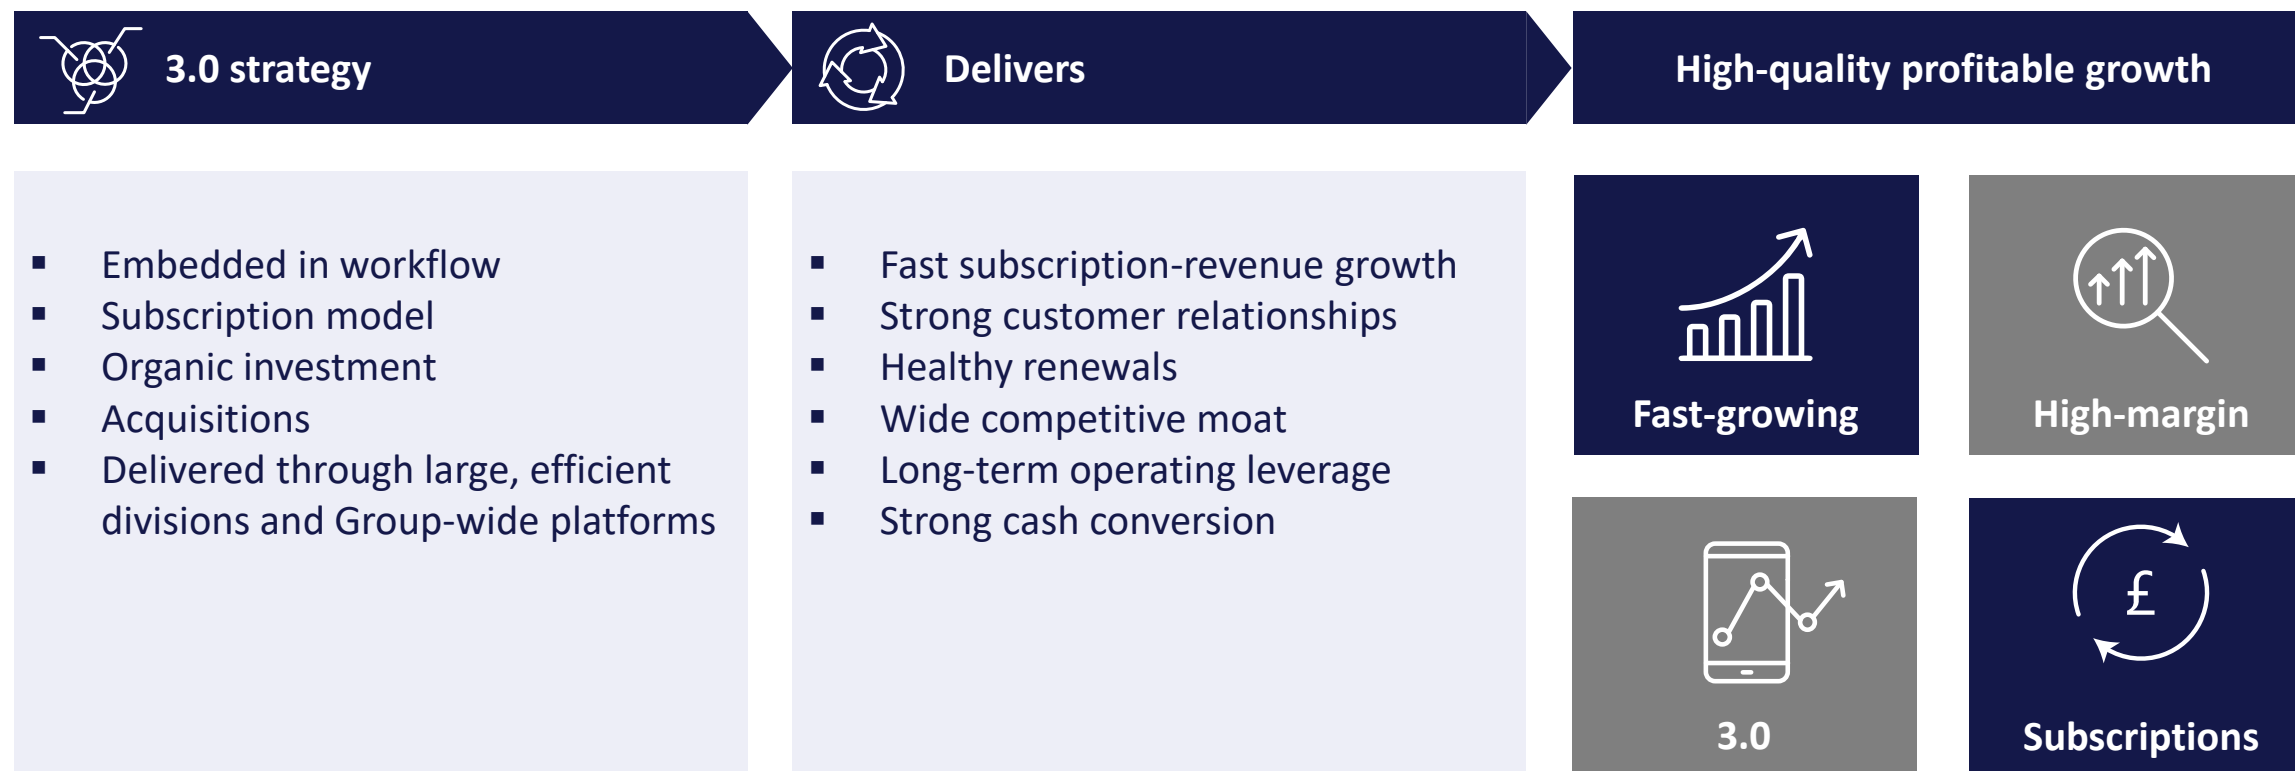 3.0 strategy
Delivers
High-quality profitable growth
▪ Embedded in workflow
▪ Subscription model
▪ Organic investment
▪ Acquisitions
▪ Delivered through large, efficient
divisions and Group-wide platforms
▪ Fast subscription-revenue growth
▪ Strong customer relationships
▪ Healthy renewals
▪ Wide competitive moat
▪ Long-term operating leverage
▪ Strong cash conversion
Fast-growing
High-margin
3.0
£
Subscriptions